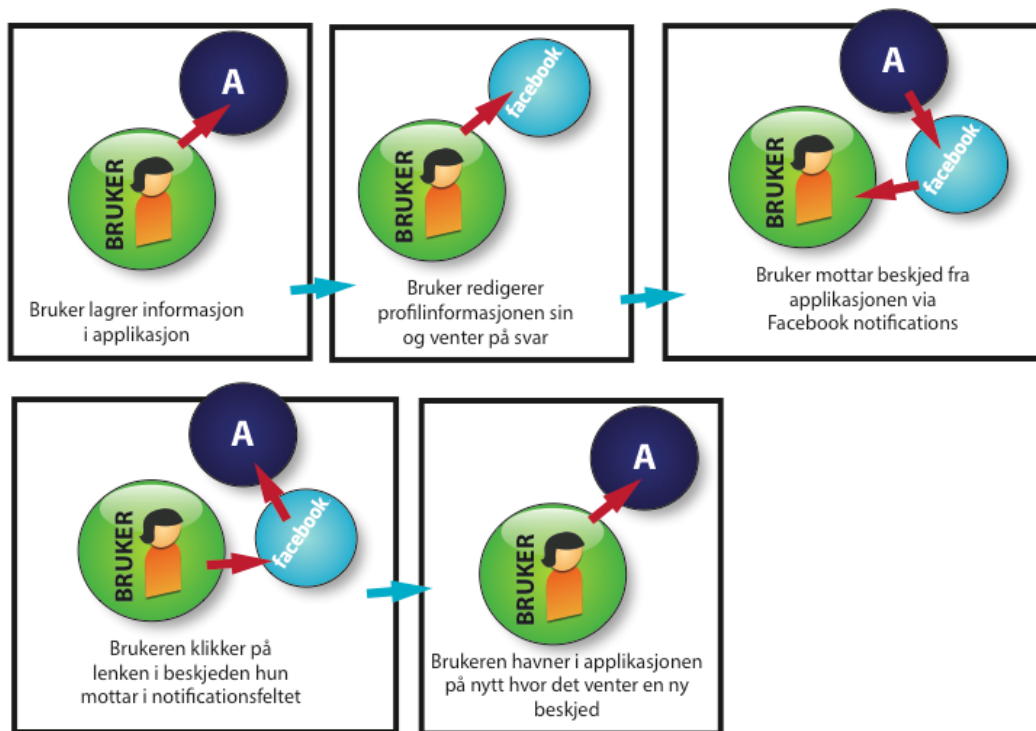 A
BRUKER
Bruker lagrer informasjon
i applikasjon
facebook
BRUKER
Bruker redigerer
profilinformasjonen sin
og venter på svar
A
facebook
BRUKER
Bruker mottar beskjed fra
applikasjonen via
Facebook notifications
A
facebook
BRUKER
Brukeren klikker på
lenken i beskjeden hun
mottar i notificationsfeltet
A
BRUKER
Brukeren havner i applikasjonen
på nytt hvor det venter en ny
beskjed